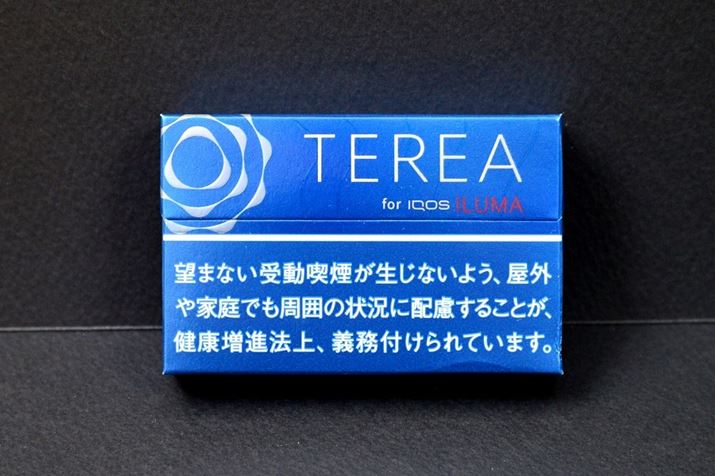 TEREA
for IQOS ILUMA
望まない受動喫煙が生じないよう、屋外
や家庭でも周囲の状況に配慮することが、
健康増進法上、義務付けられています。